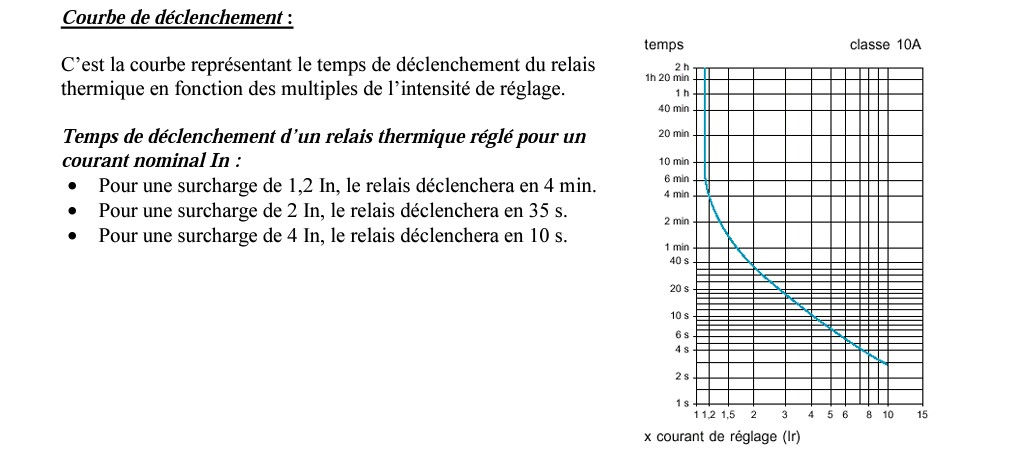 Courbe de déclenchement :
C’est la courbe représentant le temps de déclenchement du relais
thermique en fonction des multiples de l’intensité de réglage.
Temps de déclenchement d’un relais thermique réglé pour un
courant nominal In :
• Pour une surcharge de 1,2 In, le relais déclenchera en 4 min.
• Pour une surcharge de 2 In, le relais déclenchera en 35 s.
• Pour une surcharge de 4 In, le relais déclenchera en 10 s.
temps classe 10A
2 h
1h 20 min
1 h
40 min
20 min
10 min
6 min
4 min
2 min
1 min
40 s
20 s
10 s
6 s
4 s
2 s
1 s
1 1,2 1,5 2 3 4 5 6 8 10 15
x courant de réglage (Ir)